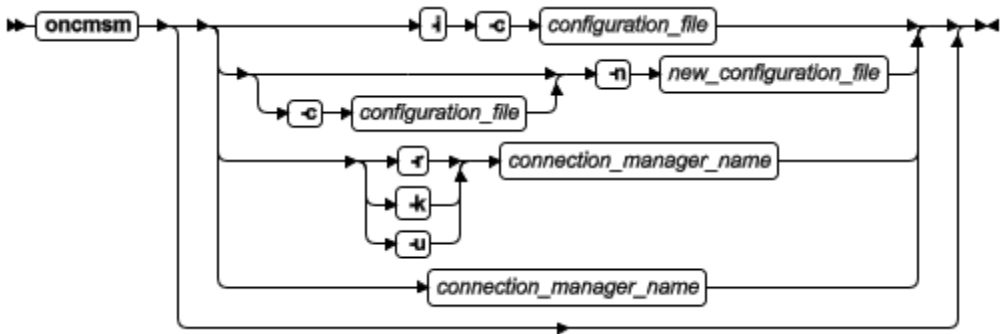 oncmsm -i -c configuration_file
-n new_configuration_file
-c configuration_file
-r connection_manager_name
-k
-u
connection_manager_name